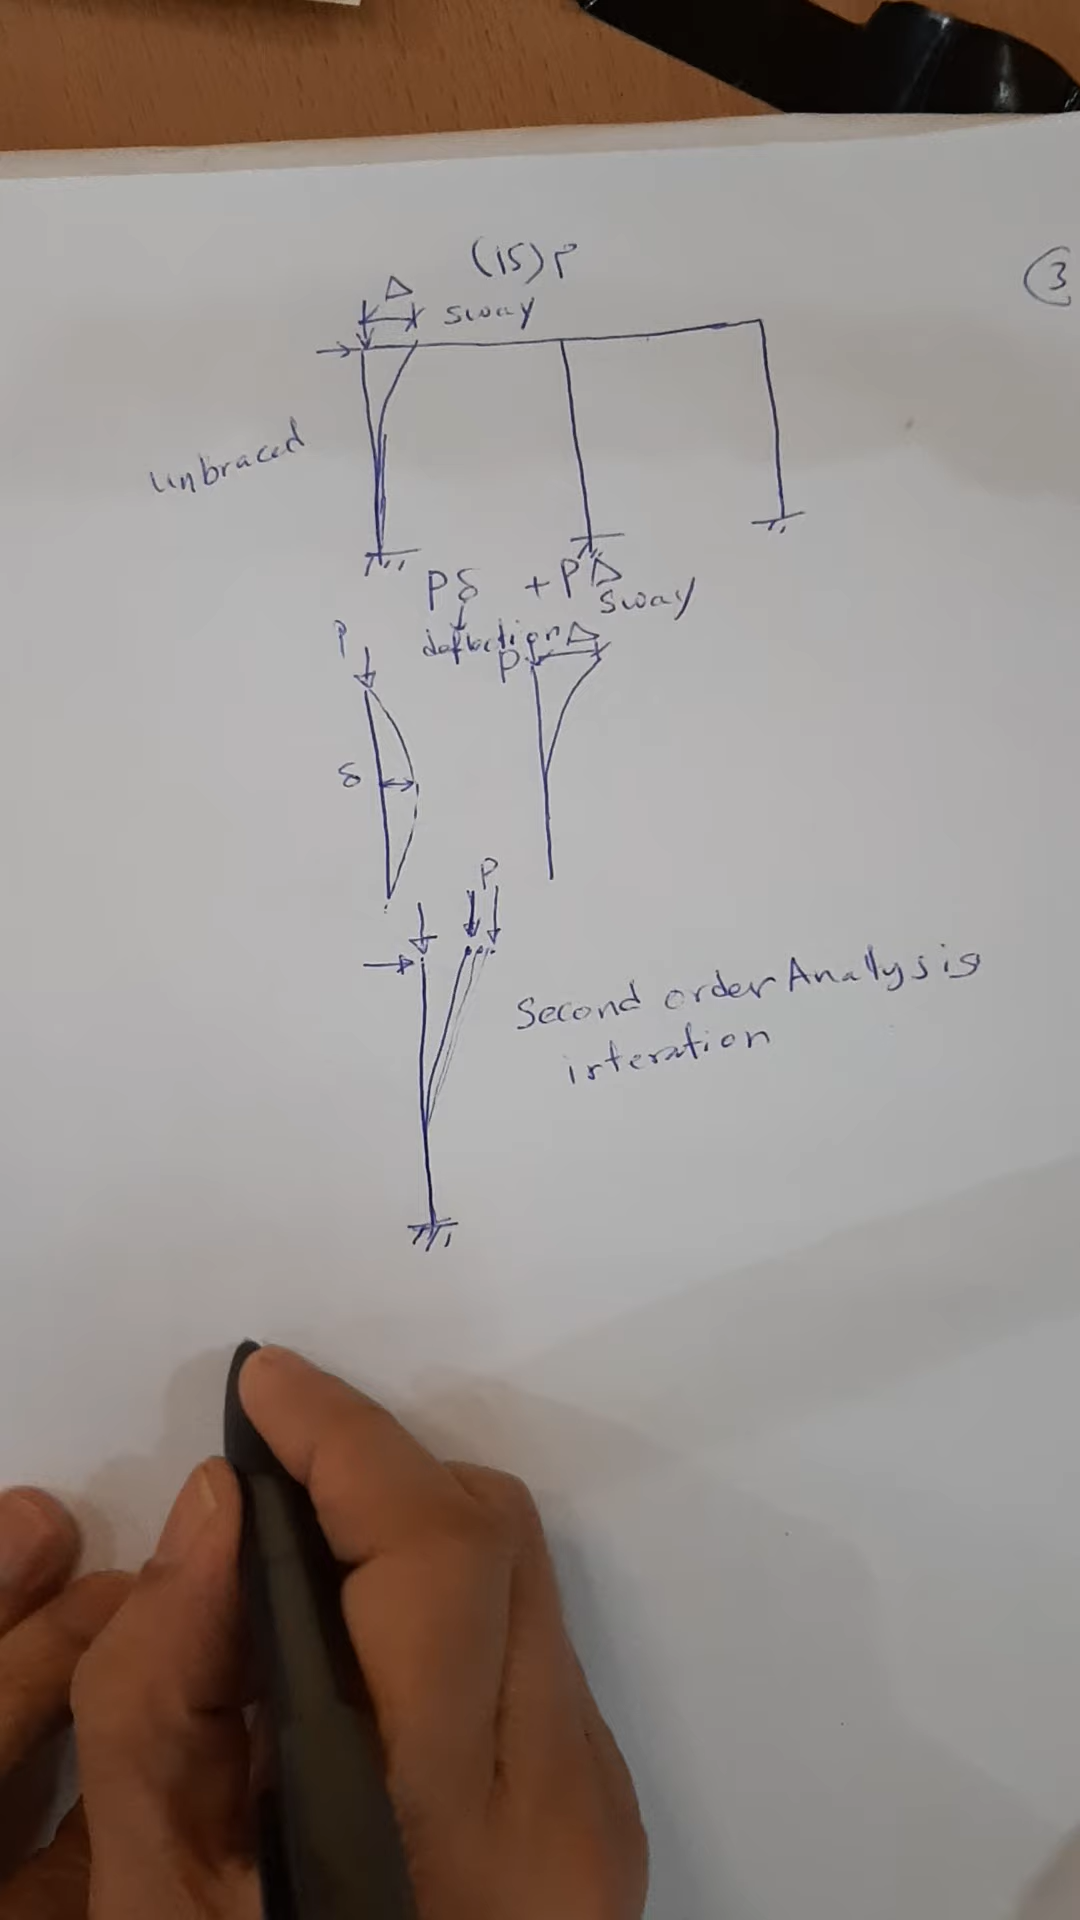 (15)P
3
Δ
sway
unbraced
Pδ + PΔ
sway
deflection
P
Δ
P
δ
P
Second order Analysis
irteration